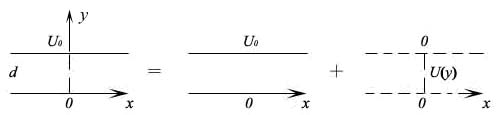 y
U₀ U₀ 0
d = + U(y)
0 x 0 x 0 x